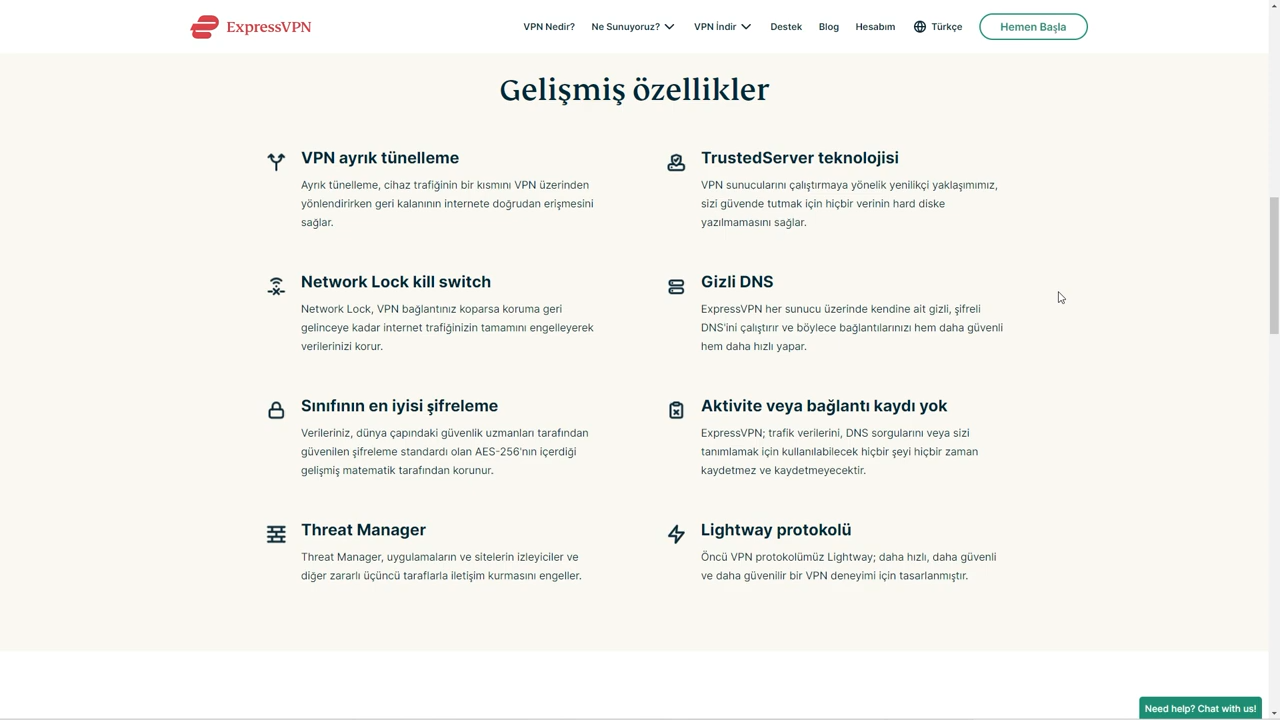 ExpressVPN
VPN Nedir?
Ne Sunuyoruz?
VPN İndir
Destek
Blog
Hesabım
Türkçe
Hemen Başla
Gelişmiş özellikler
VPN ayrık tünelleme
Ayrık tünelleme, cihaz trafiğinin bir kısmını VPN üzerinden
yönlendirirken geri kalanının internete doğrudan erişmesini
sağlar.
TrustedServer teknolojisi
VPN sunucularını çalıştırmaya yönelik yenilikçi yaklaşımımız,
sizi güvende tutmak için hiçbir verinin hard diske
yazılmamasını sağlar.
Network Lock kill switch
Network Lock, VPN bağlantınız koparsa koruma geri
gelinceye kadar internet trafiğinizin tamamını engelleyerek
verilerinizi korur.
Gizli DNS
ExpressVPN her sunucu üzerinde kendine ait gizli, şifreli
DNS'ini çalıştırır ve böylece bağlantılarınızı hem daha güvenli
hem daha hızlı yapar.
Sınıfının en iyisi şifreleme
Verileriniz, dünya çapındaki güvenlik uzmanları tarafından
güvenilen şifreleme standardı olan AES-256'nın içerdiği
gelişmiş matematik tarafından korunur.
Aktivite veya bağlantı kaydı yok
ExpressVPN; trafik verilerini, DNS sorgularını veya sizi
tanımlamak için kullanılabilecek hiçbir şeyi hiçbir zaman
kaydetmez ve kaydetmeyecektir.
Threat Manager
Threat Manager, uygulamaların ve sitelerin izleyiciler ve
diğer zararlı üçüncü taraflarla iletişim kurmasını engeller.
Lightway protokolü
Öncü VPN protokolümüz Lightway; daha hızlı, daha güvenli
ve daha güvenilir bir VPN deneyimi için tasarlanmıştır.
Need help? Chat with us!